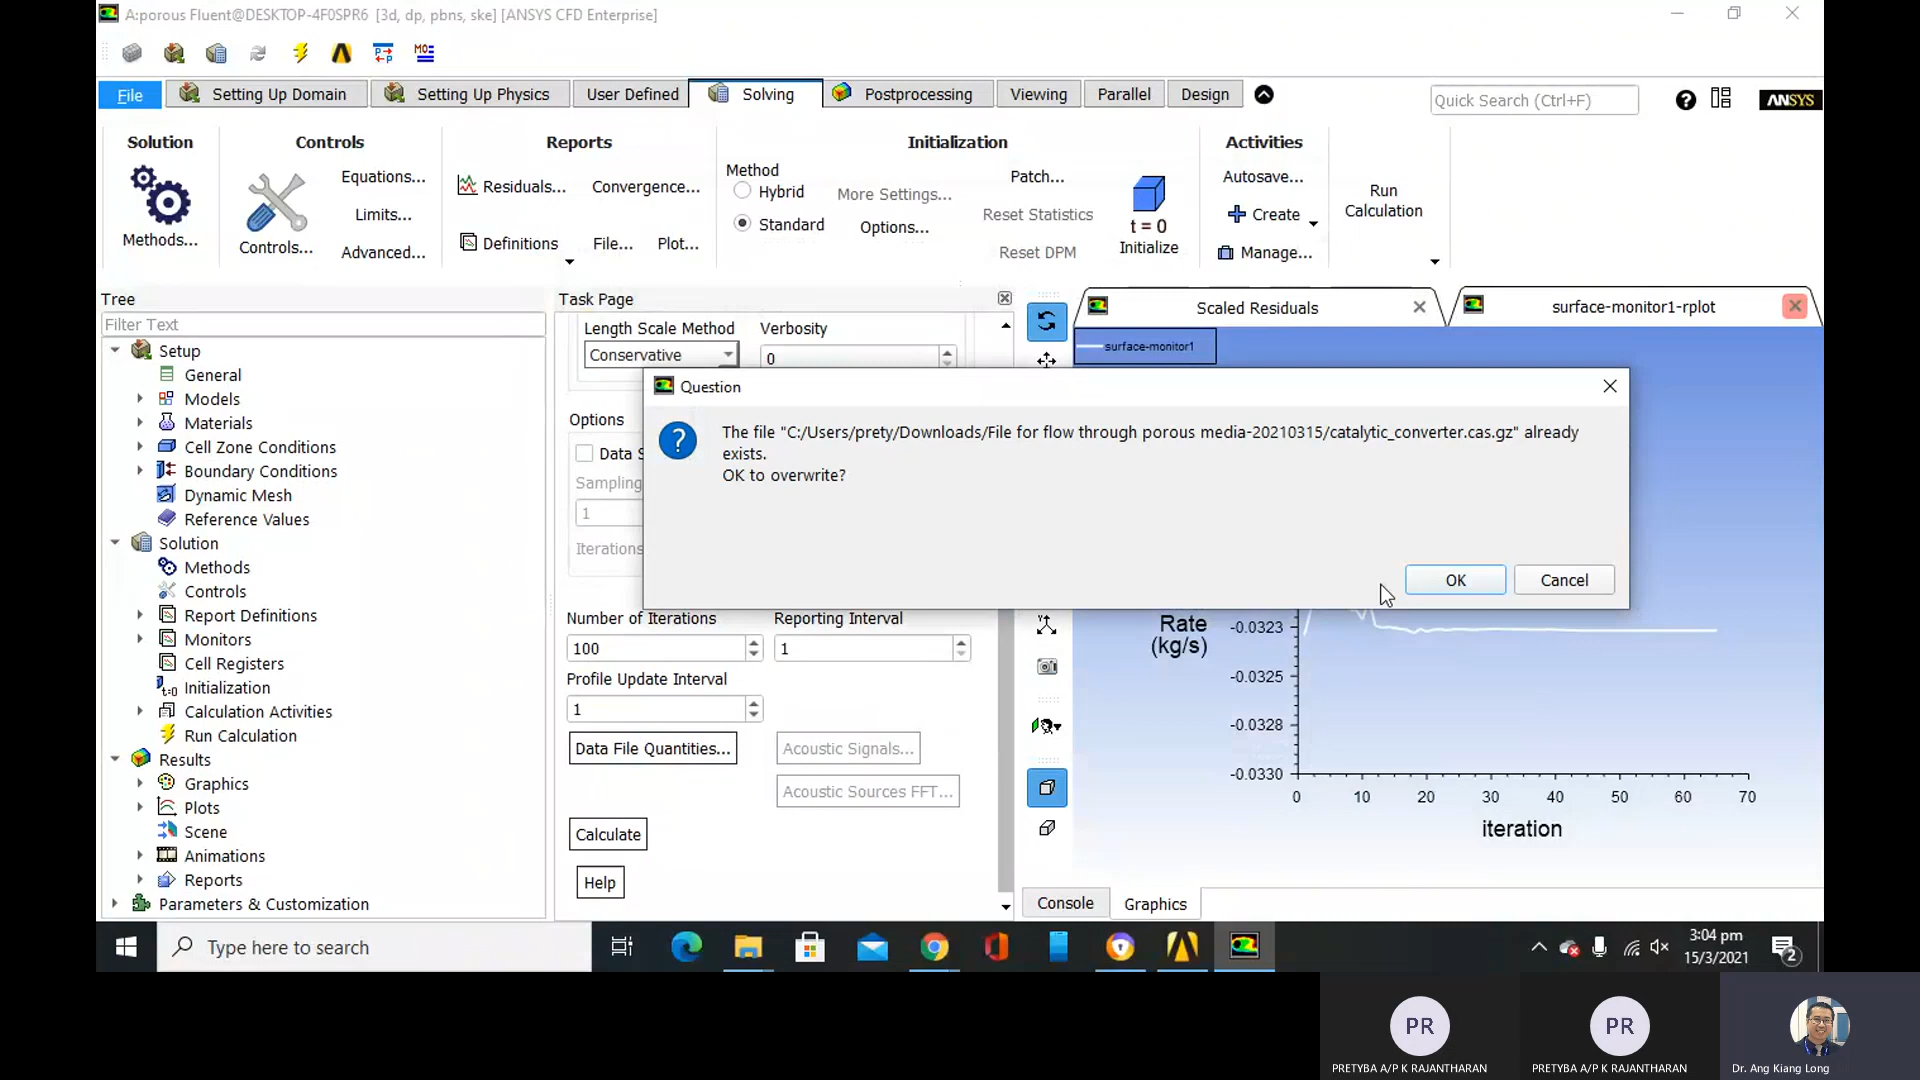 A:porous Fluent@DESKTOP-4F0SPR6 [3d, dp, pbns, ske] [ANSYS CFD Enterprise]
File
Setting Up Domain
Setting Up Physics
User Defined
Solving
Postprocessing
Viewing
Parallel
Design
Quick Search (Ctrl+F)
ANSYS
Solution
Methods...
Controls
Controls...
Equations...
Limits...
Advanced...
Reports
Residuals...
Convergence...
Definitions
File...
Plot...
Initialization
Method
Hybrid
Standard
More Settings...
Options...
Patch...
Reset Statistics
Reset DPM
t = 0
Initialize
Activities
Autosave...
Create
Manage...
Run
Calculation
Tree
Filter Text
Setup
General
Models
Materials
Cell Zone Conditions
Boundary Conditions
Dynamic Mesh
Reference Values
Solution
Methods
Controls
Report Definitions
Monitors
Cell Registers
Initialization
Calculation Activities
Run Calculation
Results
Graphics
Plots
Scene
Animations
Reports
Parameters & Customization
Task Page
Length Scale Method
Verbosity
Conservative
0
Options
Data S
Sampling
1
Iterations
Number of Iterations
Reporting Interval
100
1
Profile Update Interval
1
Data File Quantities...
Acoustic Signals...
Acoustic Sources FFT...
Calculate
Help
Question
The file "C:/Users/prety/Downloads/File for flow through porous media-20210315/catalytic_converter.cas.gz" already
exists.
OK to overwrite?
OK
Cancel
Scaled Residuals
surface-monitor1-rplot
surface-monitor1
Rate
(kg/s)
-0.0323
-0.0325
-0.0328
-0.0330
0 10 20 30 40 50 60 70
iteration
Console
Graphics
Type here to search
3:04 pm
15/3/2021
2
PR
PRETYBA A/P K RAJANTHARAN
PR
PRETYBA A/P K RAJANTHARAN
Dr. Ang Kiang Long